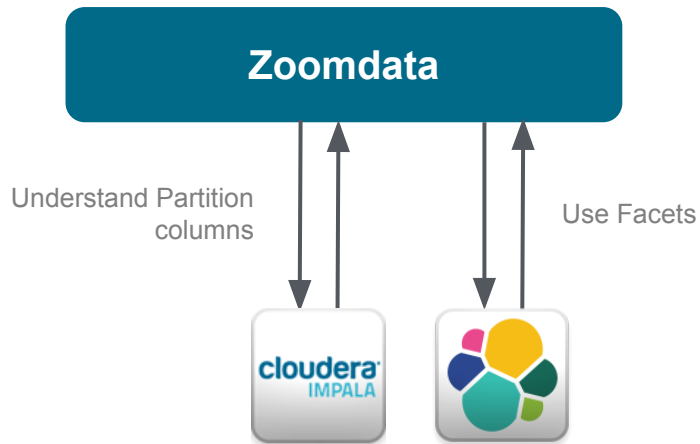 Zoomdata
Understand Partition
columns
Use Facets
cloudera
IMPALA